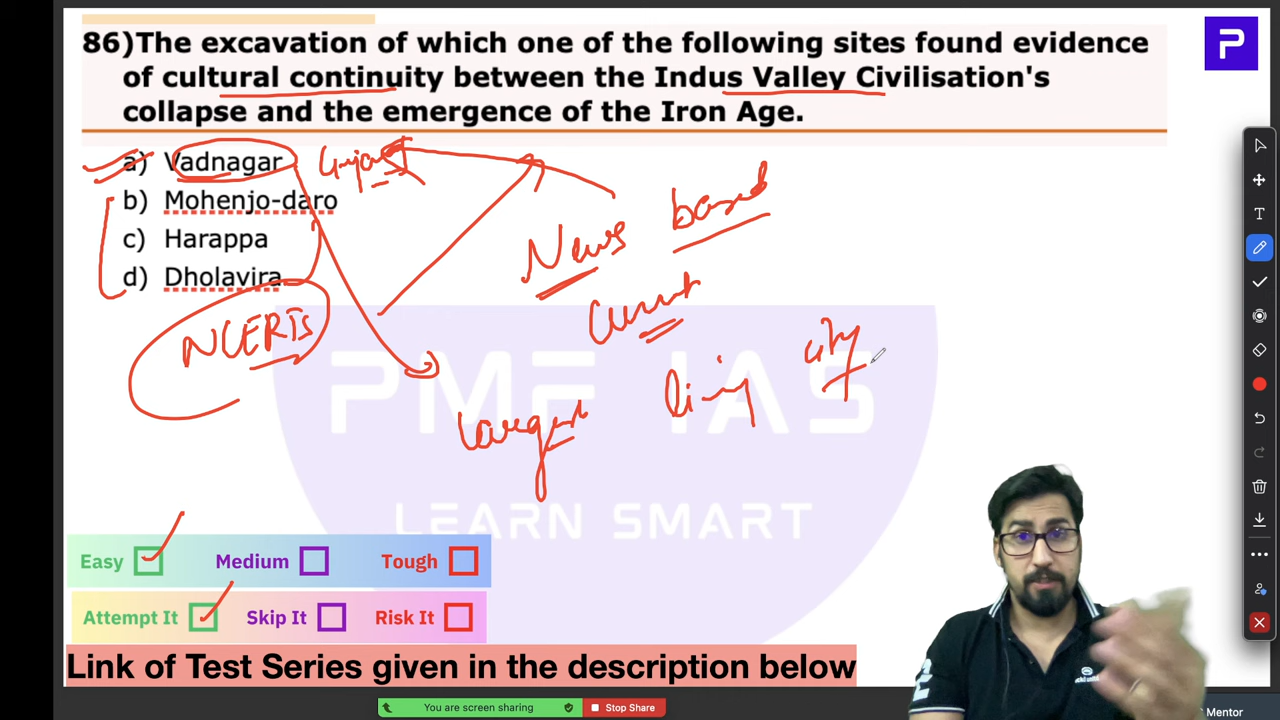 86)The excavation of which one of the following sites found evidence
of cultural continuity between the Indus Valley Civilisation's
collapse and the emergence of the Iron Age.
a) Vadnagar Gujarat
b) Mohenjo-daro
c) Harappa
d) Dholavira
based
News
NCERTs
Current
city
living
largest
PMF IAS
LEARN SMART
Easy Medium Tough
Attempt It Skip It Risk It
Link of Test Series given in the description below
You are screen sharing Stop Share
Mentor
P
T
2